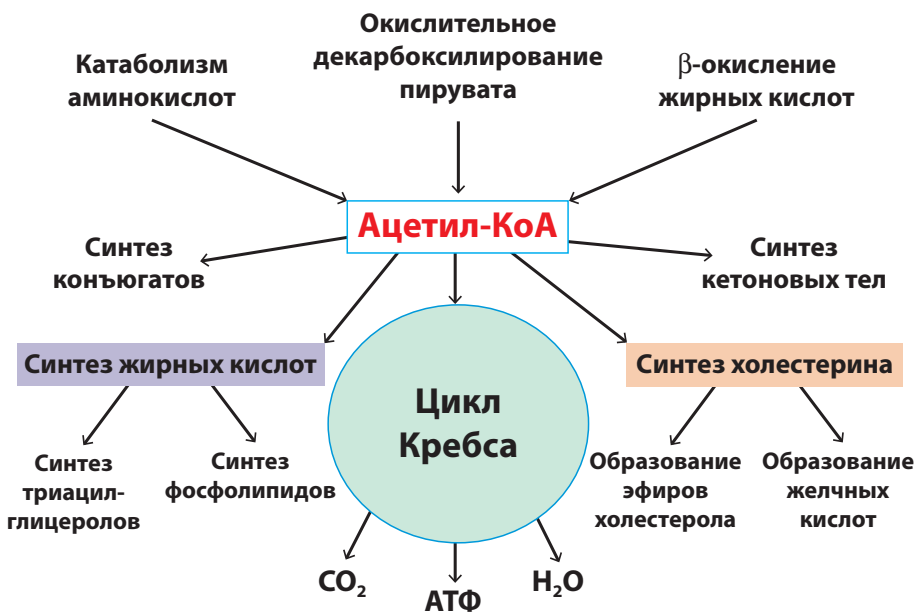 Окислительное
декарбоксилирование
пирувата
Катаболизм
аминокислот
β-окисление
жирных кислот
Ацетил-КоА
Синтез
конъюгатов
Синтез
кетоновых тел
Синтез жирных кислот
Цикл
Кребса
Синтез холестерина
Синтез
триацил-
глицеролов
Синтез
фосфолипидов
Образование
эфиров
холестерола
Образование
желчных
кислот
CO₂
АТФ
H₂O